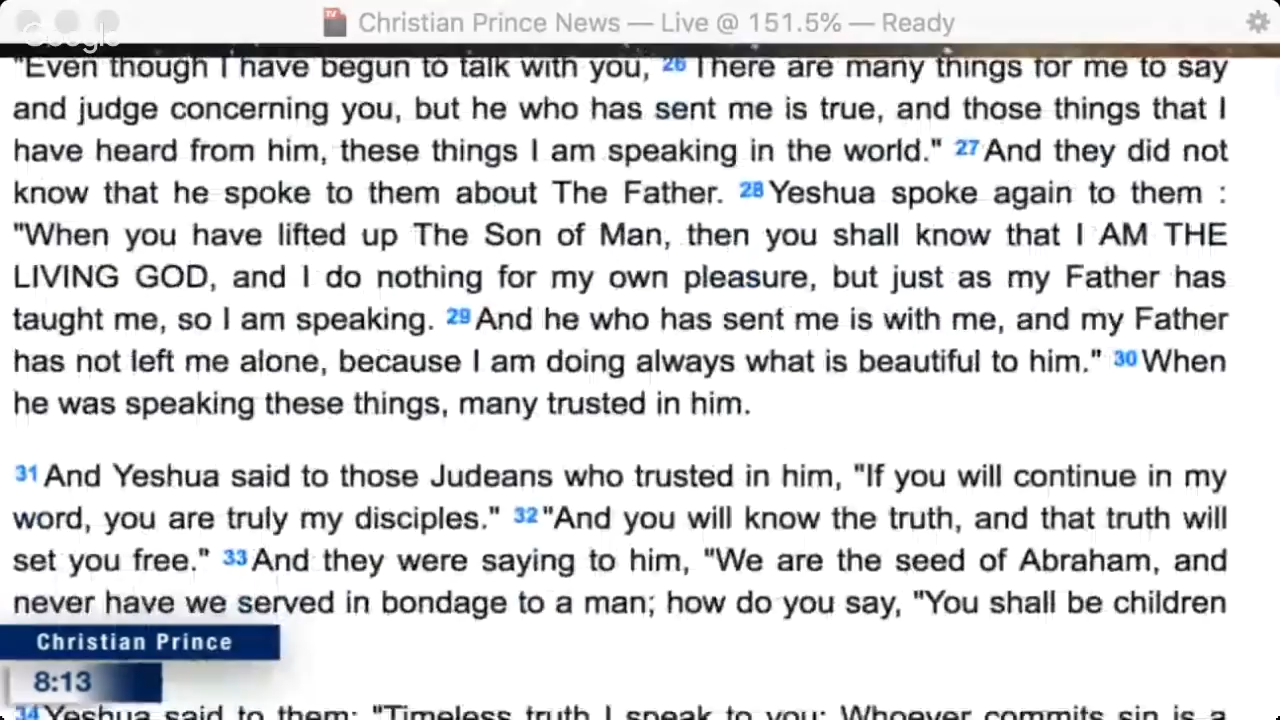 Christian Prince News — Live @ 151.5% — Ready
Google
"Even though I have begun to talk with you, 26 There are many things for me to say
and judge concerning you, but he who has sent me is true, and those things that I
have heard from him, these things I am speaking in the world." 27 And they did not
know that he spoke to them about The Father. 28 Yeshua spoke again to them :
"When you have lifted up The Son of Man, then you shall know that I AM THE
LIVING GOD, and I do nothing for my own pleasure, but just as my Father has
taught me, so I am speaking. 29 And he who has sent me is with me, and my Father
has not left me alone, because I am doing always what is beautiful to him." 30 When
he was speaking these things, many trusted in him.
31 And Yeshua said to those Judeans who trusted in him, "If you will continue in my
word, you are truly my disciples." 32 "And you will know the truth, and that truth will
set you free." 33 And they were saying to him, "We are the seed of Abraham, and
never have we served in bondage to a man; how do you say, "You shall be children
Christian Prince
8:13
34 Yeshua said to them: "Timeless truth I speak to you: Whoever commits sin is a